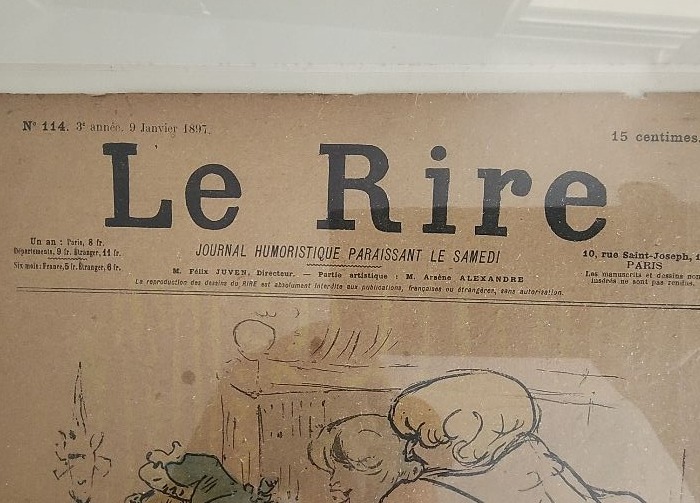 Nº 114. 3ᵉ année. 9 Janvier 1897.
15 centimes.
Le Rire
Un an : Paris, 8 fr.
Départements, 9 fr. Étranger, 11 fr.
Six mois : France, 5 fr. Étranger, 6 fr.
JOURNAL HUMORISTIQUE PARAISSANT LE SAMEDI
M. Félix JUVEN, Directeur. — Partie artistique : M. Arsène ALEXANDRE
La reproduction des dessins du RIRE est absolument interdite aux publications, françaises ou étrangères, sans autorisation.
10, rue Saint-Joseph, 1
PARIS
Les manuscrits et dessins non
insérés ne sont pas rendus.